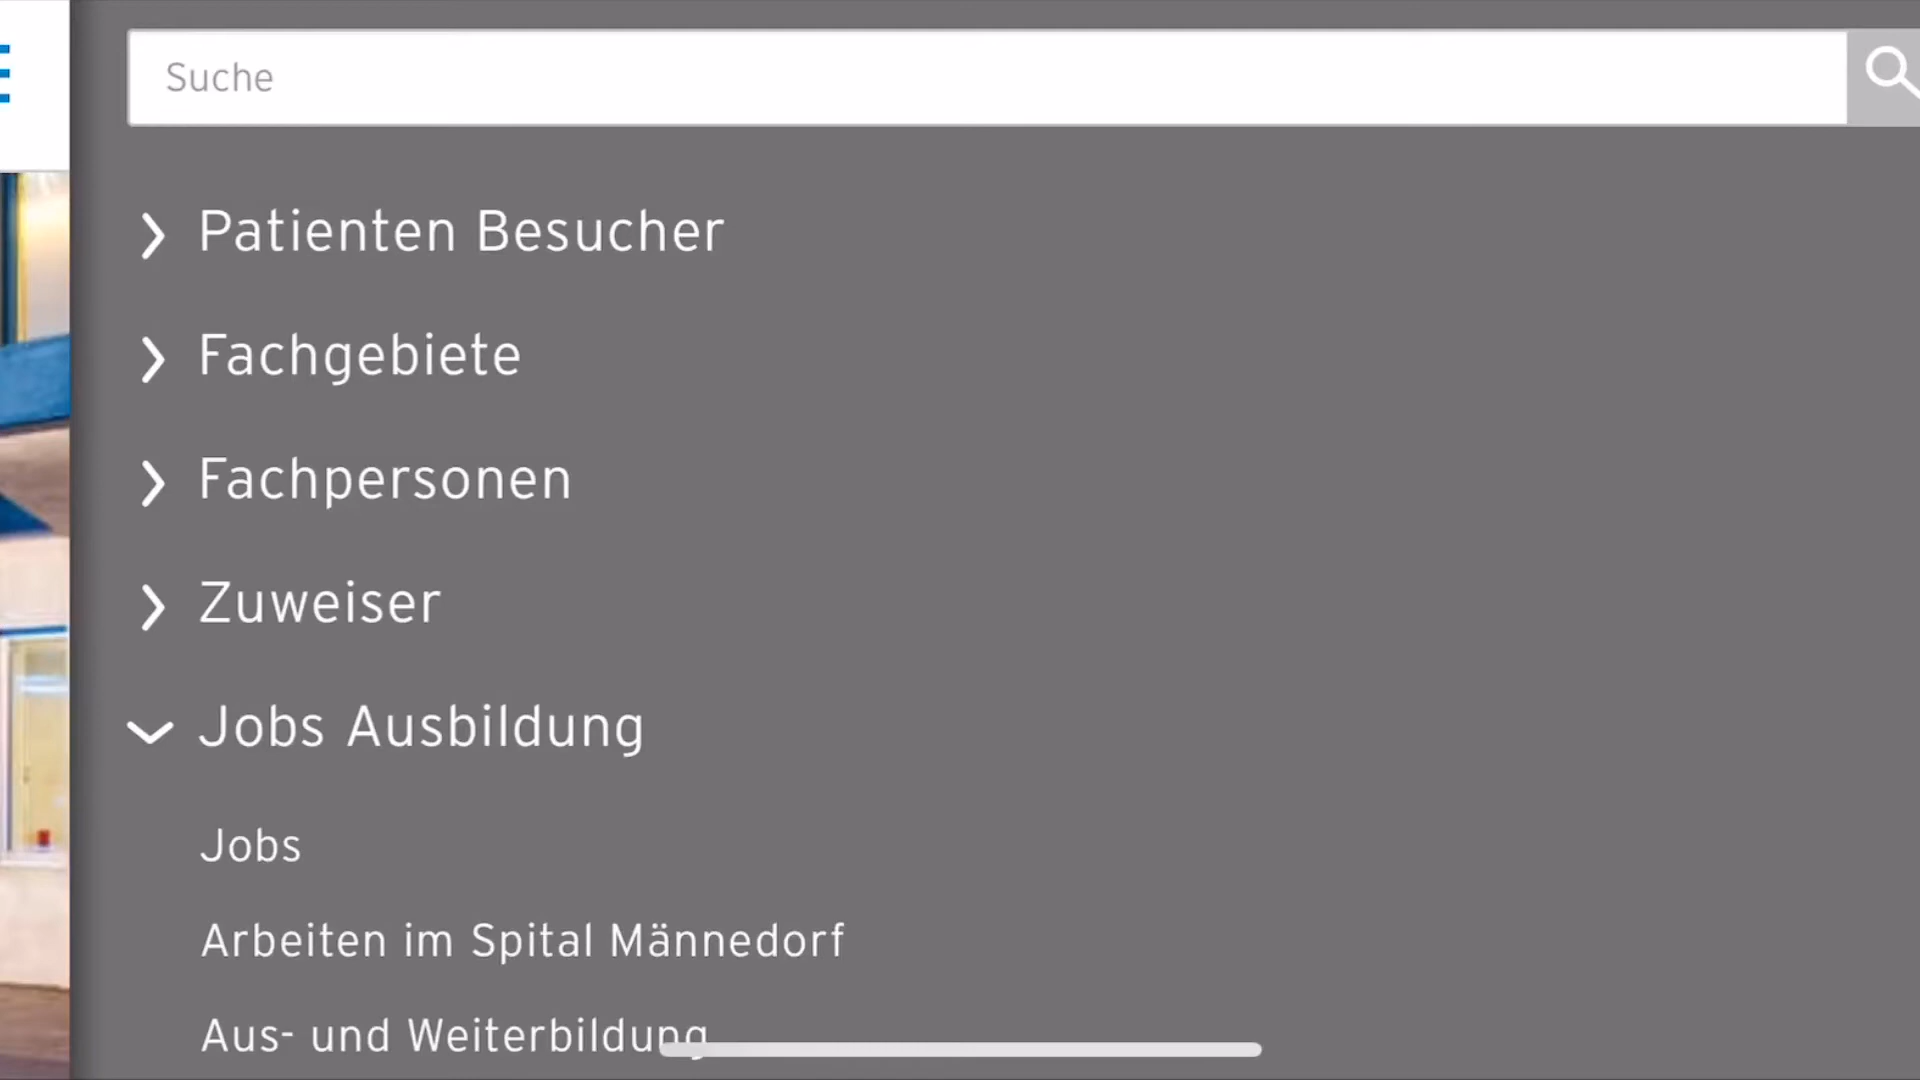 Suche
Patienten Besucher
Fachgebiete
Fachpersonen
Zuweiser
Jobs Ausbildung
Jobs
Arbeiten im Spital Männedorf
Aus- und Weiterbildung